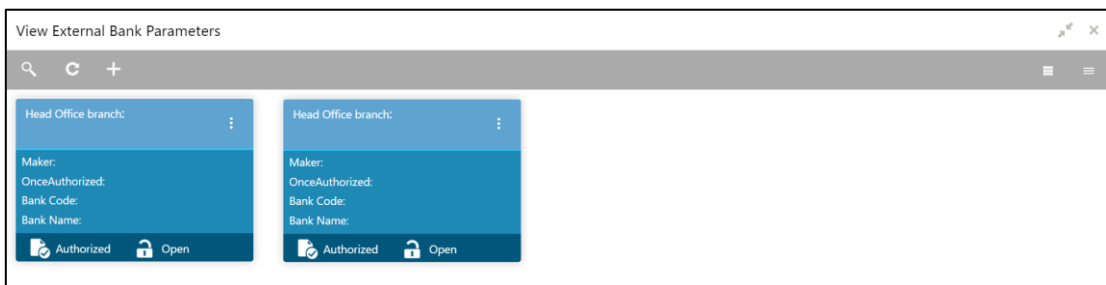 View External Bank Parameters
Head Office branch:
Maker:
OnceAuthorized:
Bank Code:
Bank Name:
Authorized Open
Head Office branch:
Maker:
OnceAuthorized:
Bank Code:
Bank Name:
Authorized Open